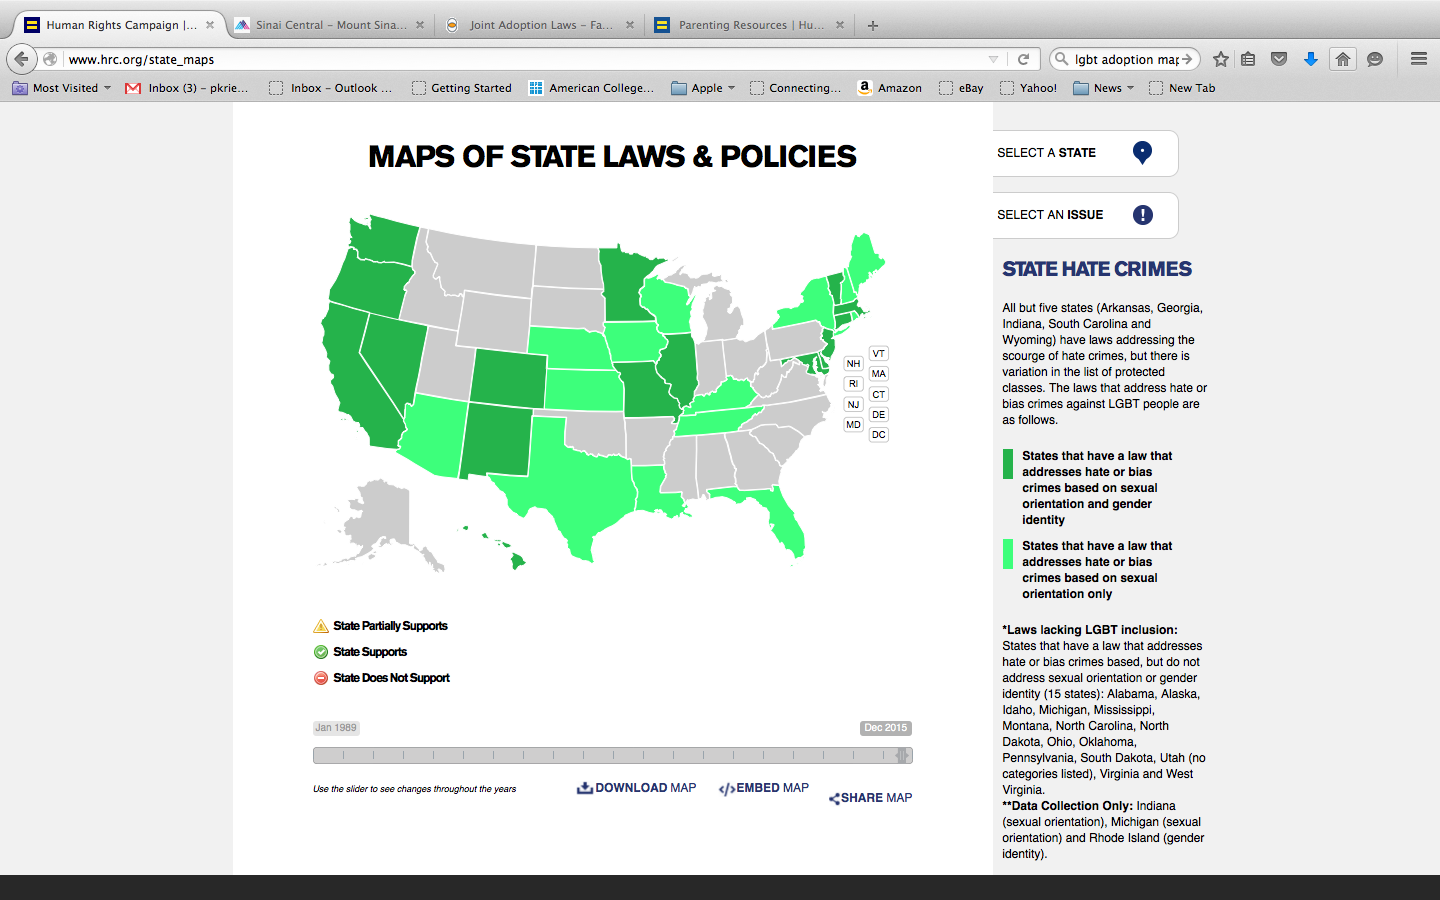 Human Rights Campaign |...
Sinai Central – Mount Sina...
Joint Adoption Laws – Fa...
Parenting Resources | Hu...
www.hrc.org/state_maps
lgbt adoption map
Most Visited
Inbox (3) – pkrie...
Inbox – Outlook ...
Getting Started
American College...
Apple
Connecting...
Amazon
eBay
Yahoo!
News
New Tab
MAPS OF STATE LAWS & POLICIES
VT
NH
MA
RI
CT
NJ
DE
MD
DC
State Partially Supports
State Supports
State Does Not Support
Jan 1989
Dec 2015
Use the slider to see changes throughout the years
DOWNLOAD MAP
EMBED MAP
SHARE MAP
SELECT A STATE
SELECT AN ISSUE
STATE HATE CRIMES
All but five states (Arkansas, Georgia,
Indiana, South Carolina and
Wyoming) have laws addressing the
scourge of hate crimes, but there is
variation in the list of protected
classes. The laws that address hate or
bias crimes against LGBT people are
as follows.
States that have a law that
addresses hate or bias
crimes based on sexual
orientation and gender
identity
States that have a law that
addresses hate or bias
crimes based on sexual
orientation only
*Laws lacking LGBT inclusion:
States that have a law that addresses
hate or bias crimes based, but do not
address sexual orientation or gender
identity (15 states): Alabama, Alaska,
Idaho, Michigan, Mississippi,
Montana, North Carolina, North
Dakota, Ohio, Oklahoma,
Pennsylvania, South Dakota, Utah (no
categories listed), Virginia and West
Virginia.
**Data Collection Only: Indiana
(sexual orientation), Michigan (sexual
orientation) and Rhode Island (gender
identity).